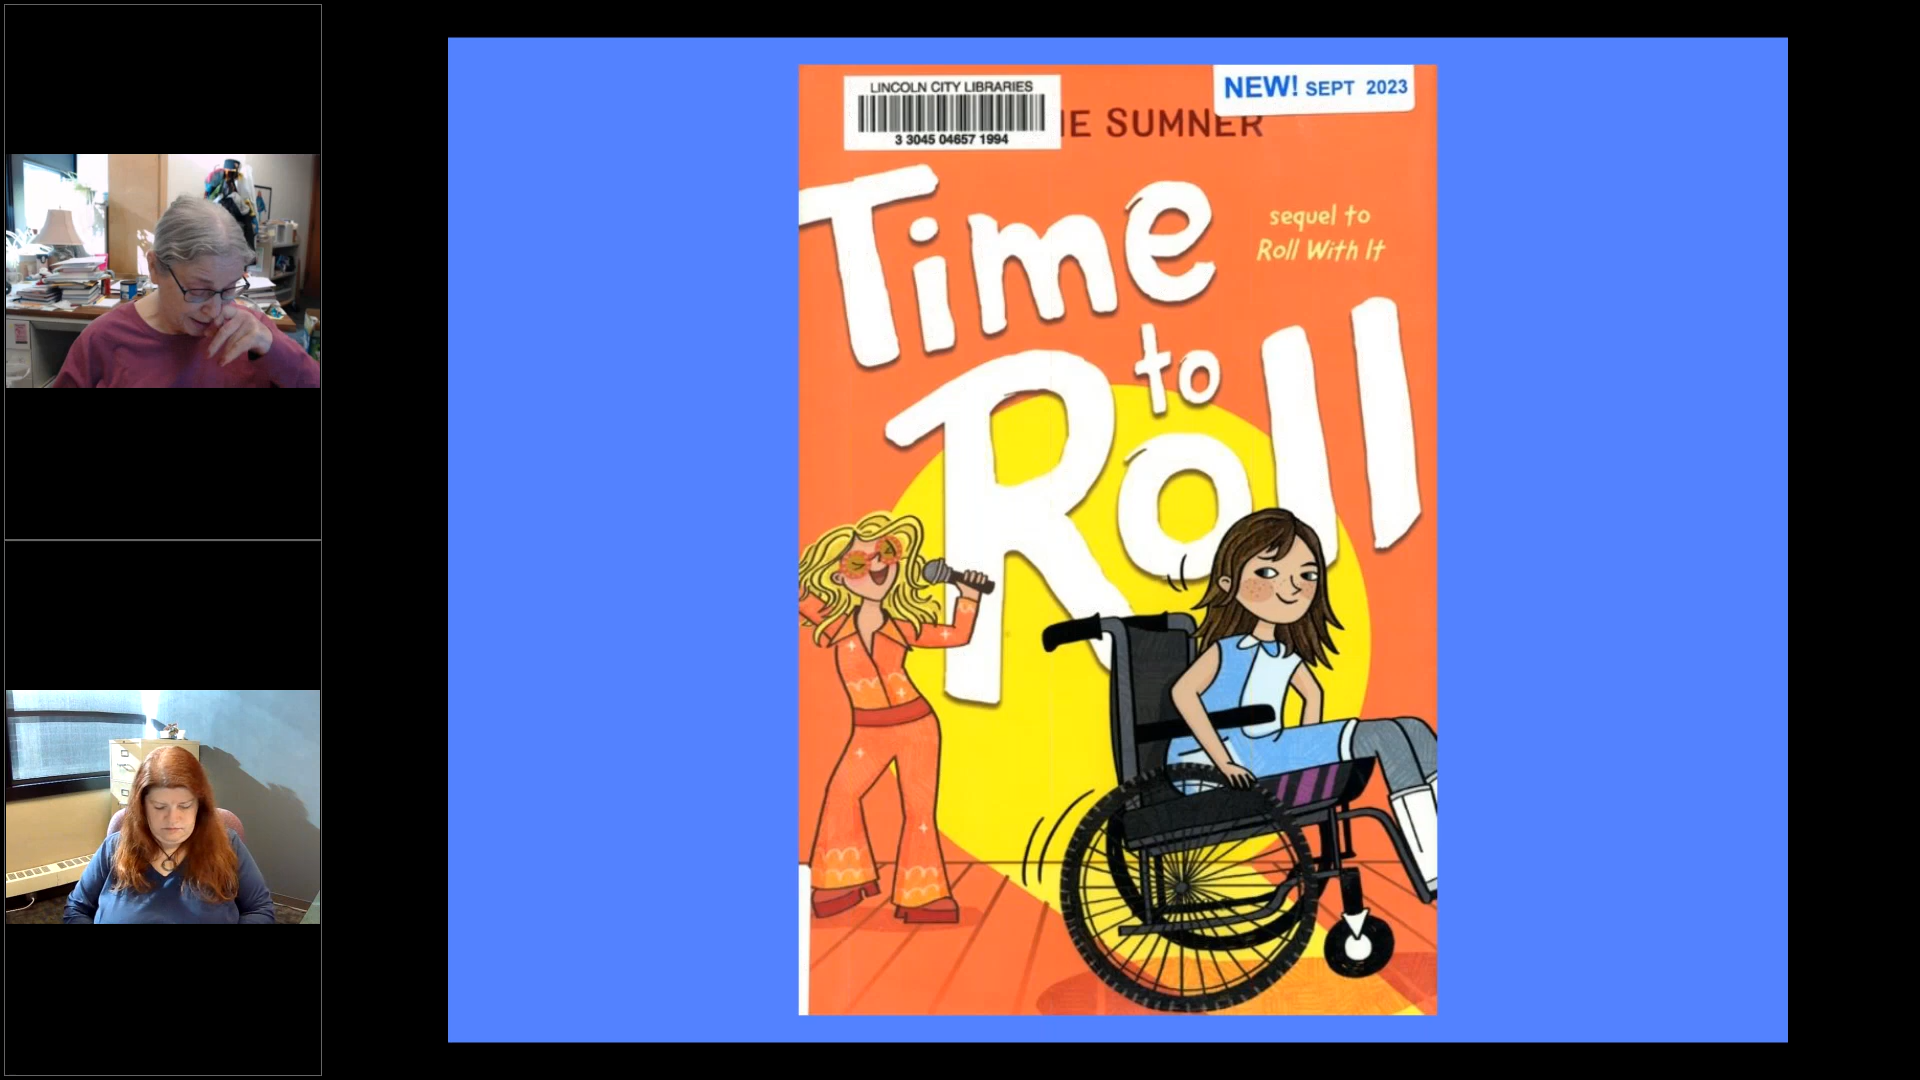 LINCOLN CITY LIBRARIES
3 3045 04657 1994
NEW! SEPT 2023
SUMNER
Time
to
Roll
sequel to
Roll With It